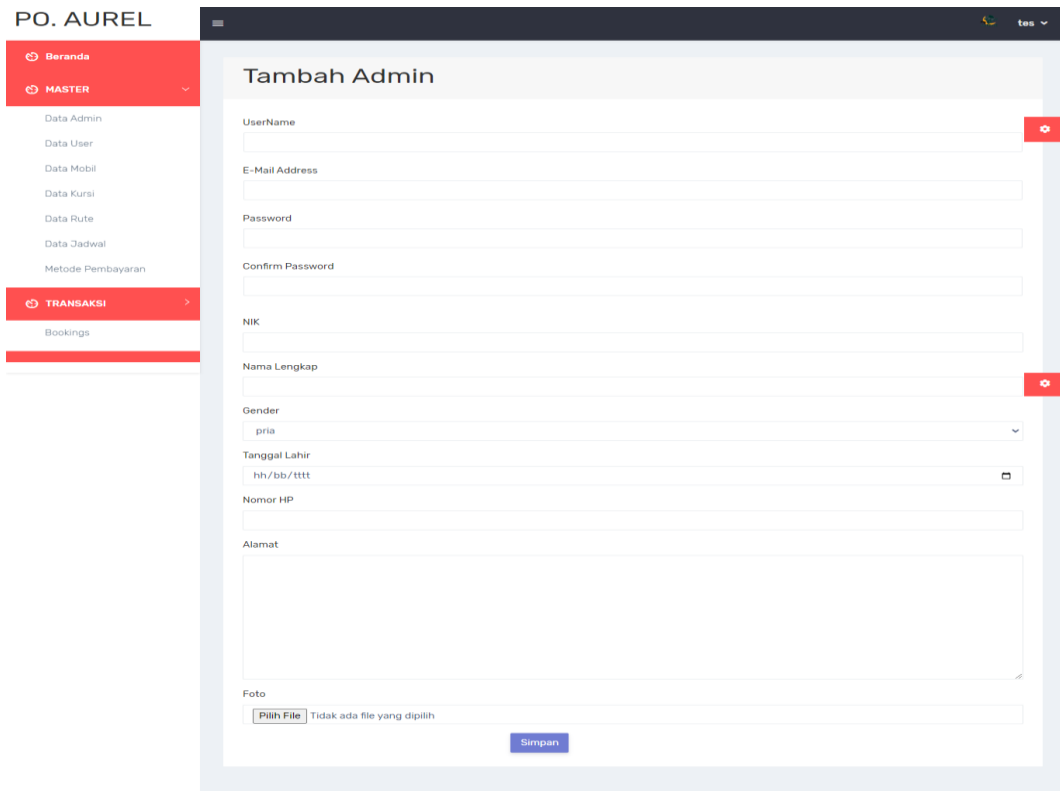 PO. AUREL
tes
Beranda
MASTER
Data Admin
Data User
Data Mobil
Data Kursi
Data Rute
Data Jadwal
Metode Pembayaran
TRANSAKSI
Bookings
Tambah Admin
UserName
E-Mail Address
Password
Confirm Password
NIK
Nama Lengkap
Gender
pria
Tanggal Lahir
hh/bb/tttt
Nomor HP
Alamat
Foto
Pilih File Tidak ada file yang dipilih
Simpan